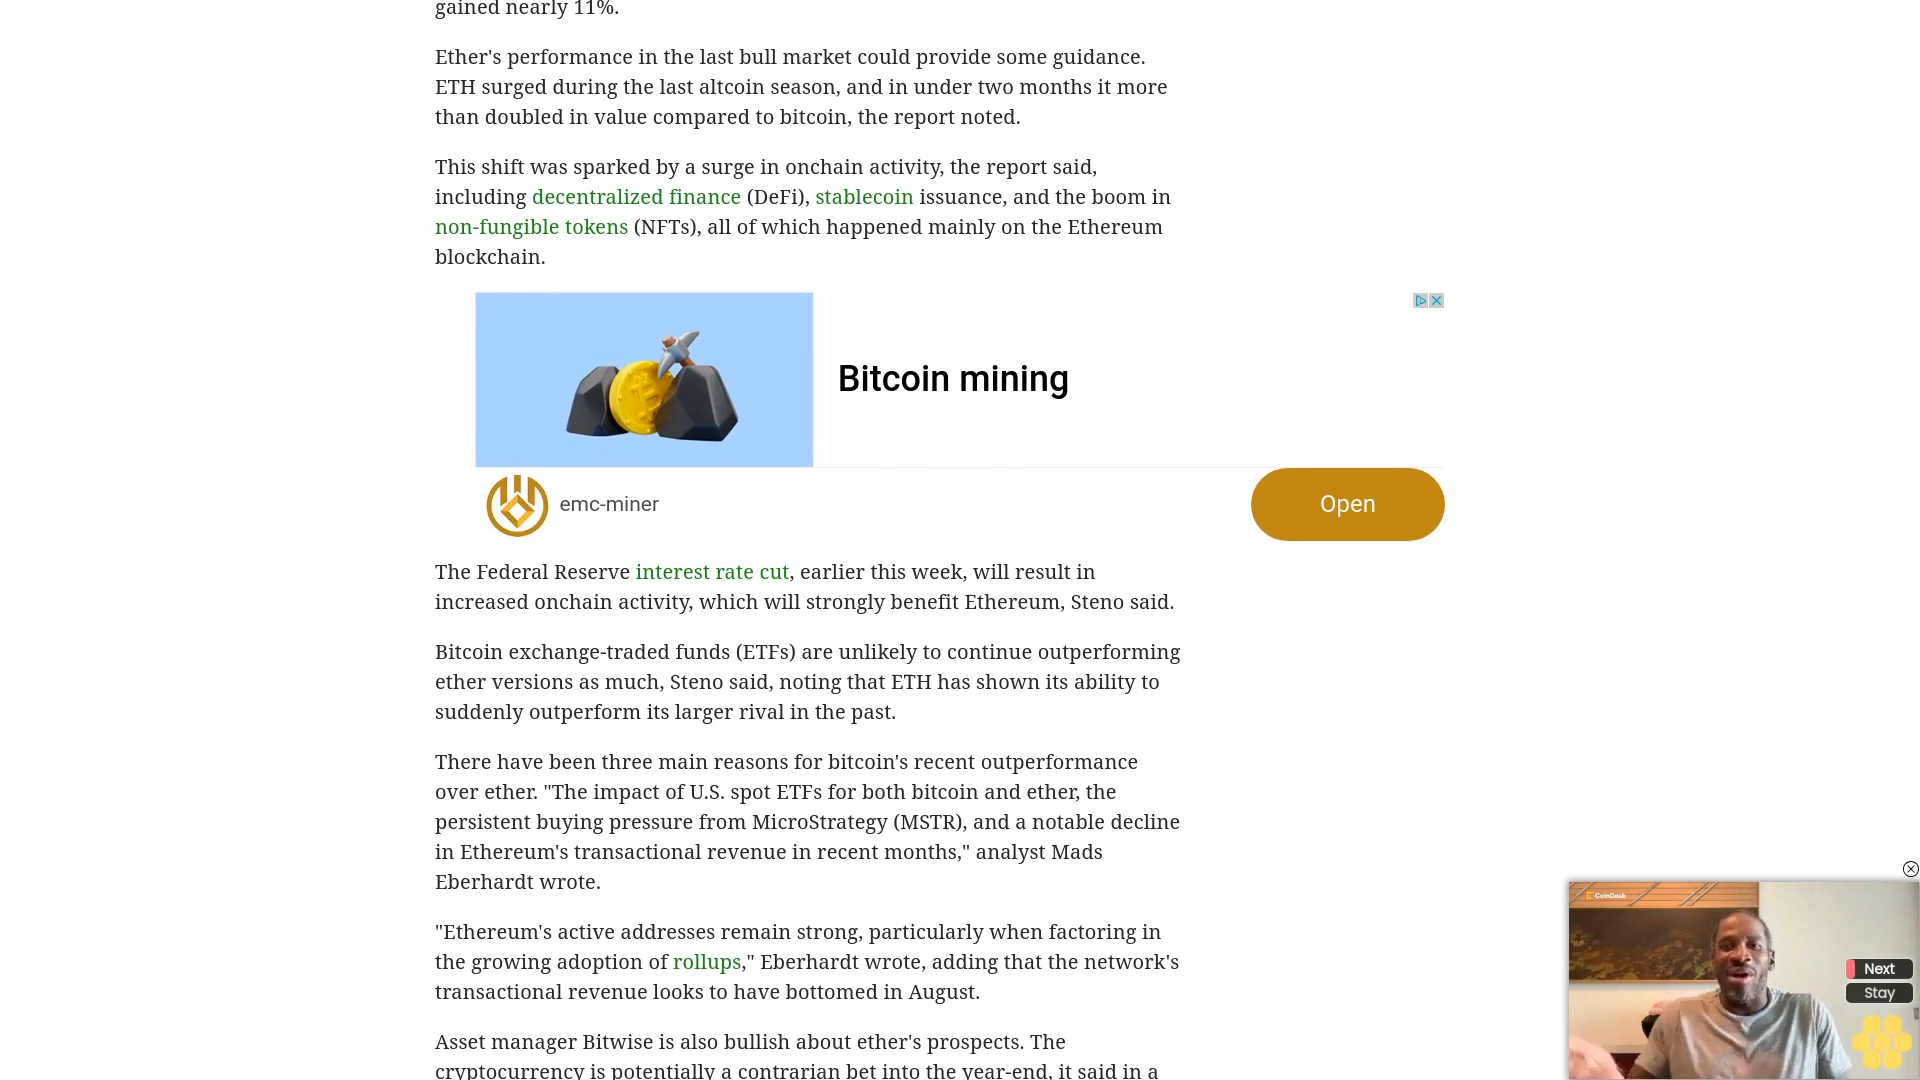 gained nearly 11%.
Ether's performance in the last bull market could provide some guidance.
ETH surged during the last altcoin season, and in under two months it more
than doubled in value compared to bitcoin, the report noted.
This shift was sparked by a surge in onchain activity, the report said,
including decentralized finance (DeFi), stablecoin issuance, and the boom in
non-fungible tokens (NFTs), all of which happened mainly on the Ethereum
blockchain.
Bitcoin mining
emc-miner
Open
The Federal Reserve interest rate cut, earlier this week, will result in
increased onchain activity, which will strongly benefit Ethereum, Steno said.
Bitcoin exchange-traded funds (ETFs) are unlikely to continue outperforming
ether versions as much, Steno said, noting that ETH has shown its ability to
suddenly outperform its larger rival in the past.
There have been three main reasons for bitcoin's recent outperformance
over ether. "The impact of U.S. spot ETFs for both bitcoin and ether, the
persistent buying pressure from MicroStrategy (MSTR), and a notable decline
in Ethereum's transactional revenue in recent months," analyst Mads
Eberhardt wrote.
"Ethereum's active addresses remain strong, particularly when factoring in
the growing adoption of rollups," Eberhardt wrote, adding that the network's
transactional revenue looks to have bottomed in August.
Asset manager Bitwise is also bullish about ether's prospects. The
cryptocurrency is potentially a contrarian bet into the year-end, it said in a
CoinDesk
Next
Stay